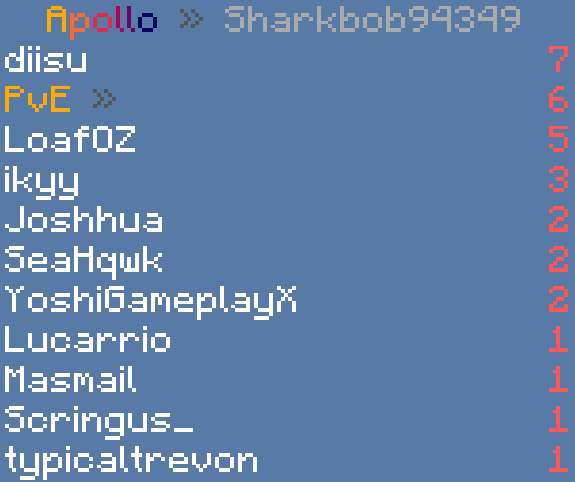 Apollo » Sharkbob94349
diisu 7
PvE » 6
LoafOZ 5
ikyy 3
Joshhua 2
SeaHqwk 2
YoshiGameplayX 2
Lucarrio 1
Masmail 1
Scringus_ 1
typicaltrevon 1